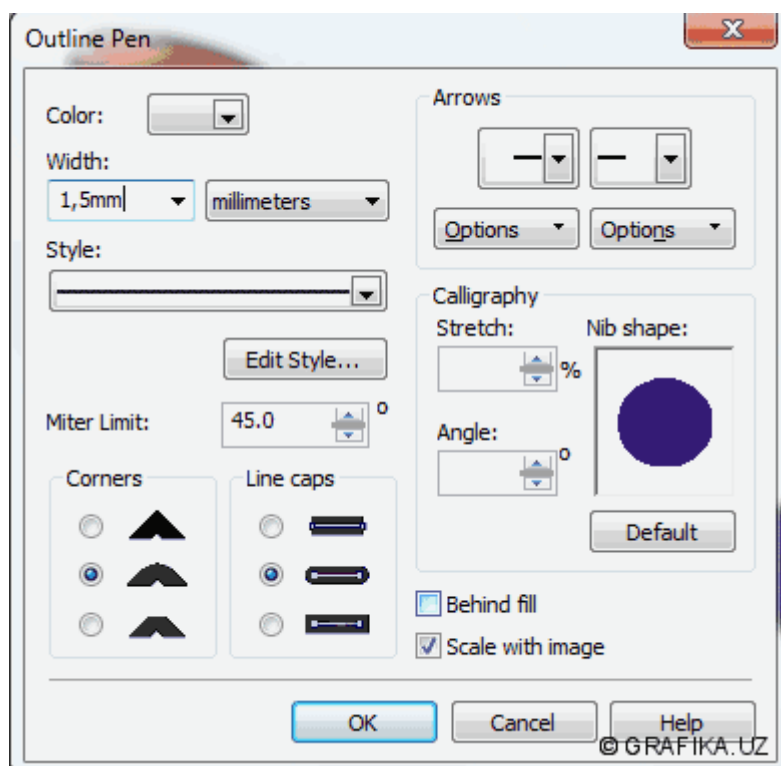 Outline Pen
Color:
Width:
1,5mm
millimeters
Style:
Edit Style...
Miter Limit:
45.0
°
Corners
Line caps
Arrows
Options
Options
Calligraphy
Stretch:
Nib shape:
%
Angle:
°
Default
Behind fill
Scale with image
OK
Cancel
Help
© GRAFIKA.UZ